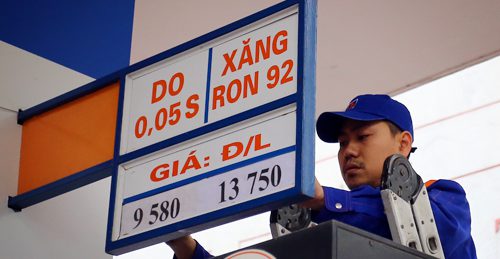 DO
0,05 S
XĂNG
RON 92
GIÁ: Đ/L
9 580
13 750